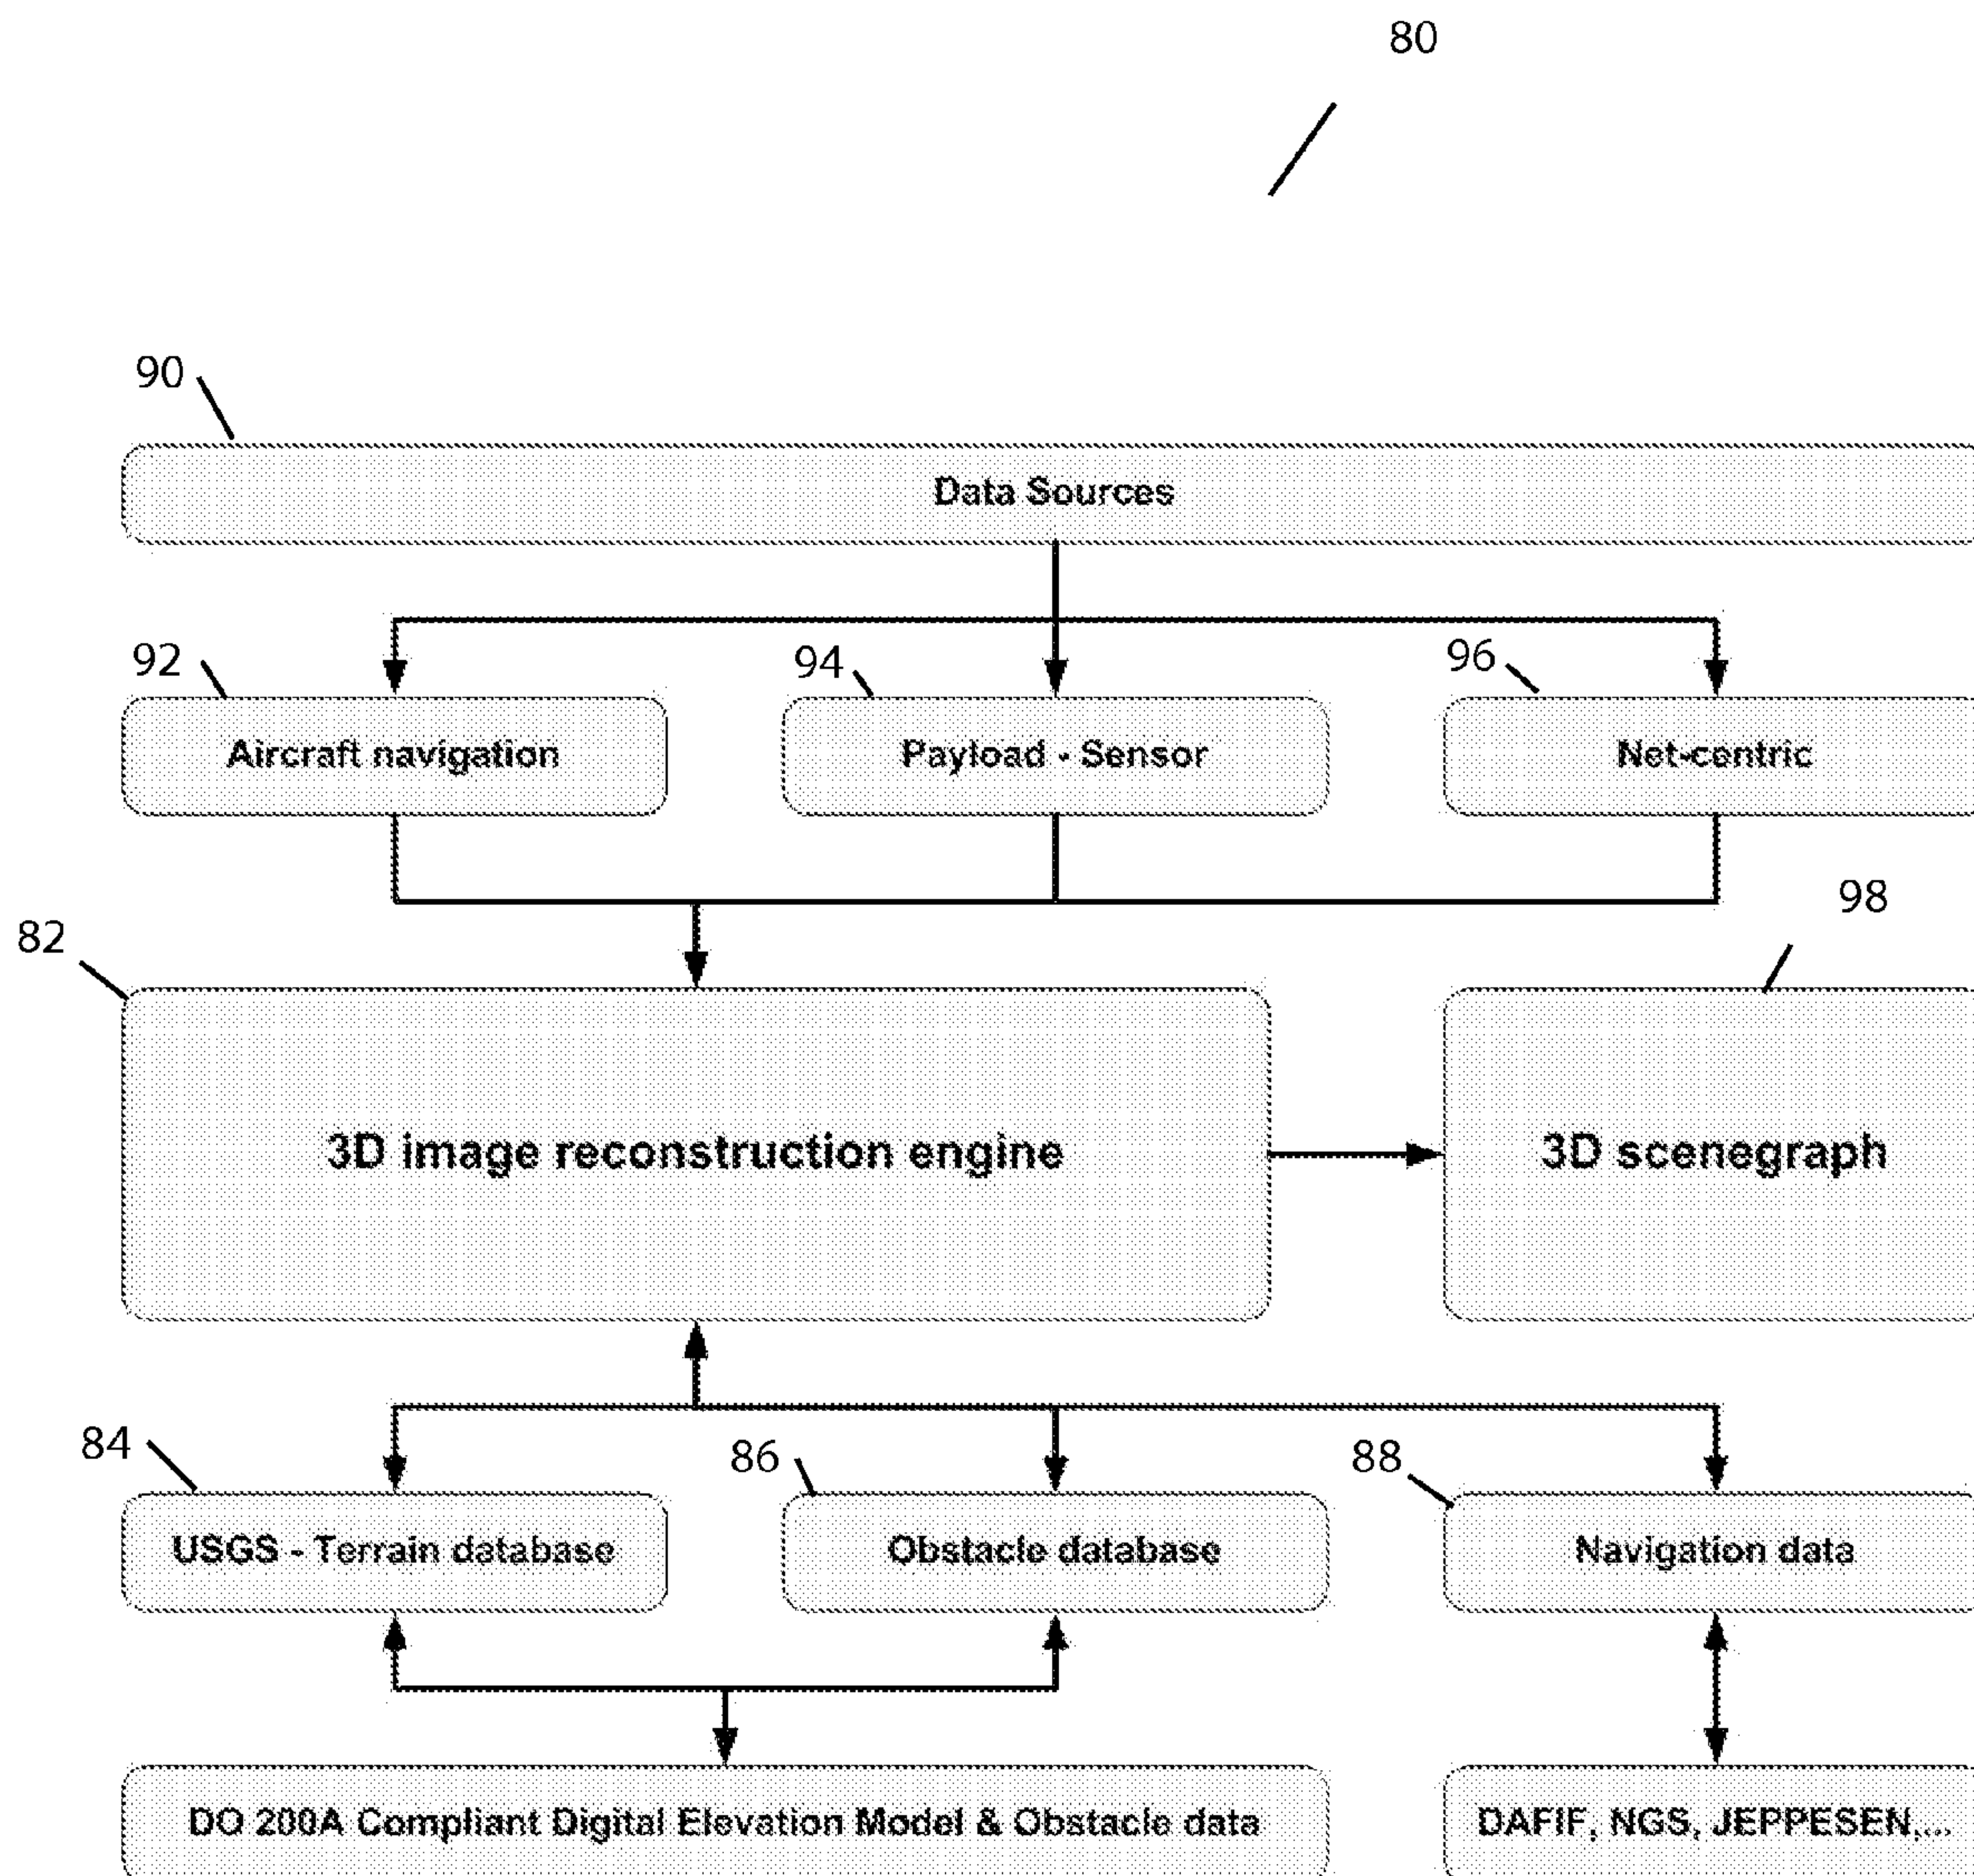 80
90
Data Sources
92
94
96
Aircraft navigation
Payload - Sensor
Net-centric
82
98
3D image reconstruction engine
3D scenegraph
84
86
88
USGS - Terrain database
Obstacle database
Navigation data
DO 200A Compliant Digital Elevation Model & Obstacle data
DAFIF, NGS, JEPPESEN,...